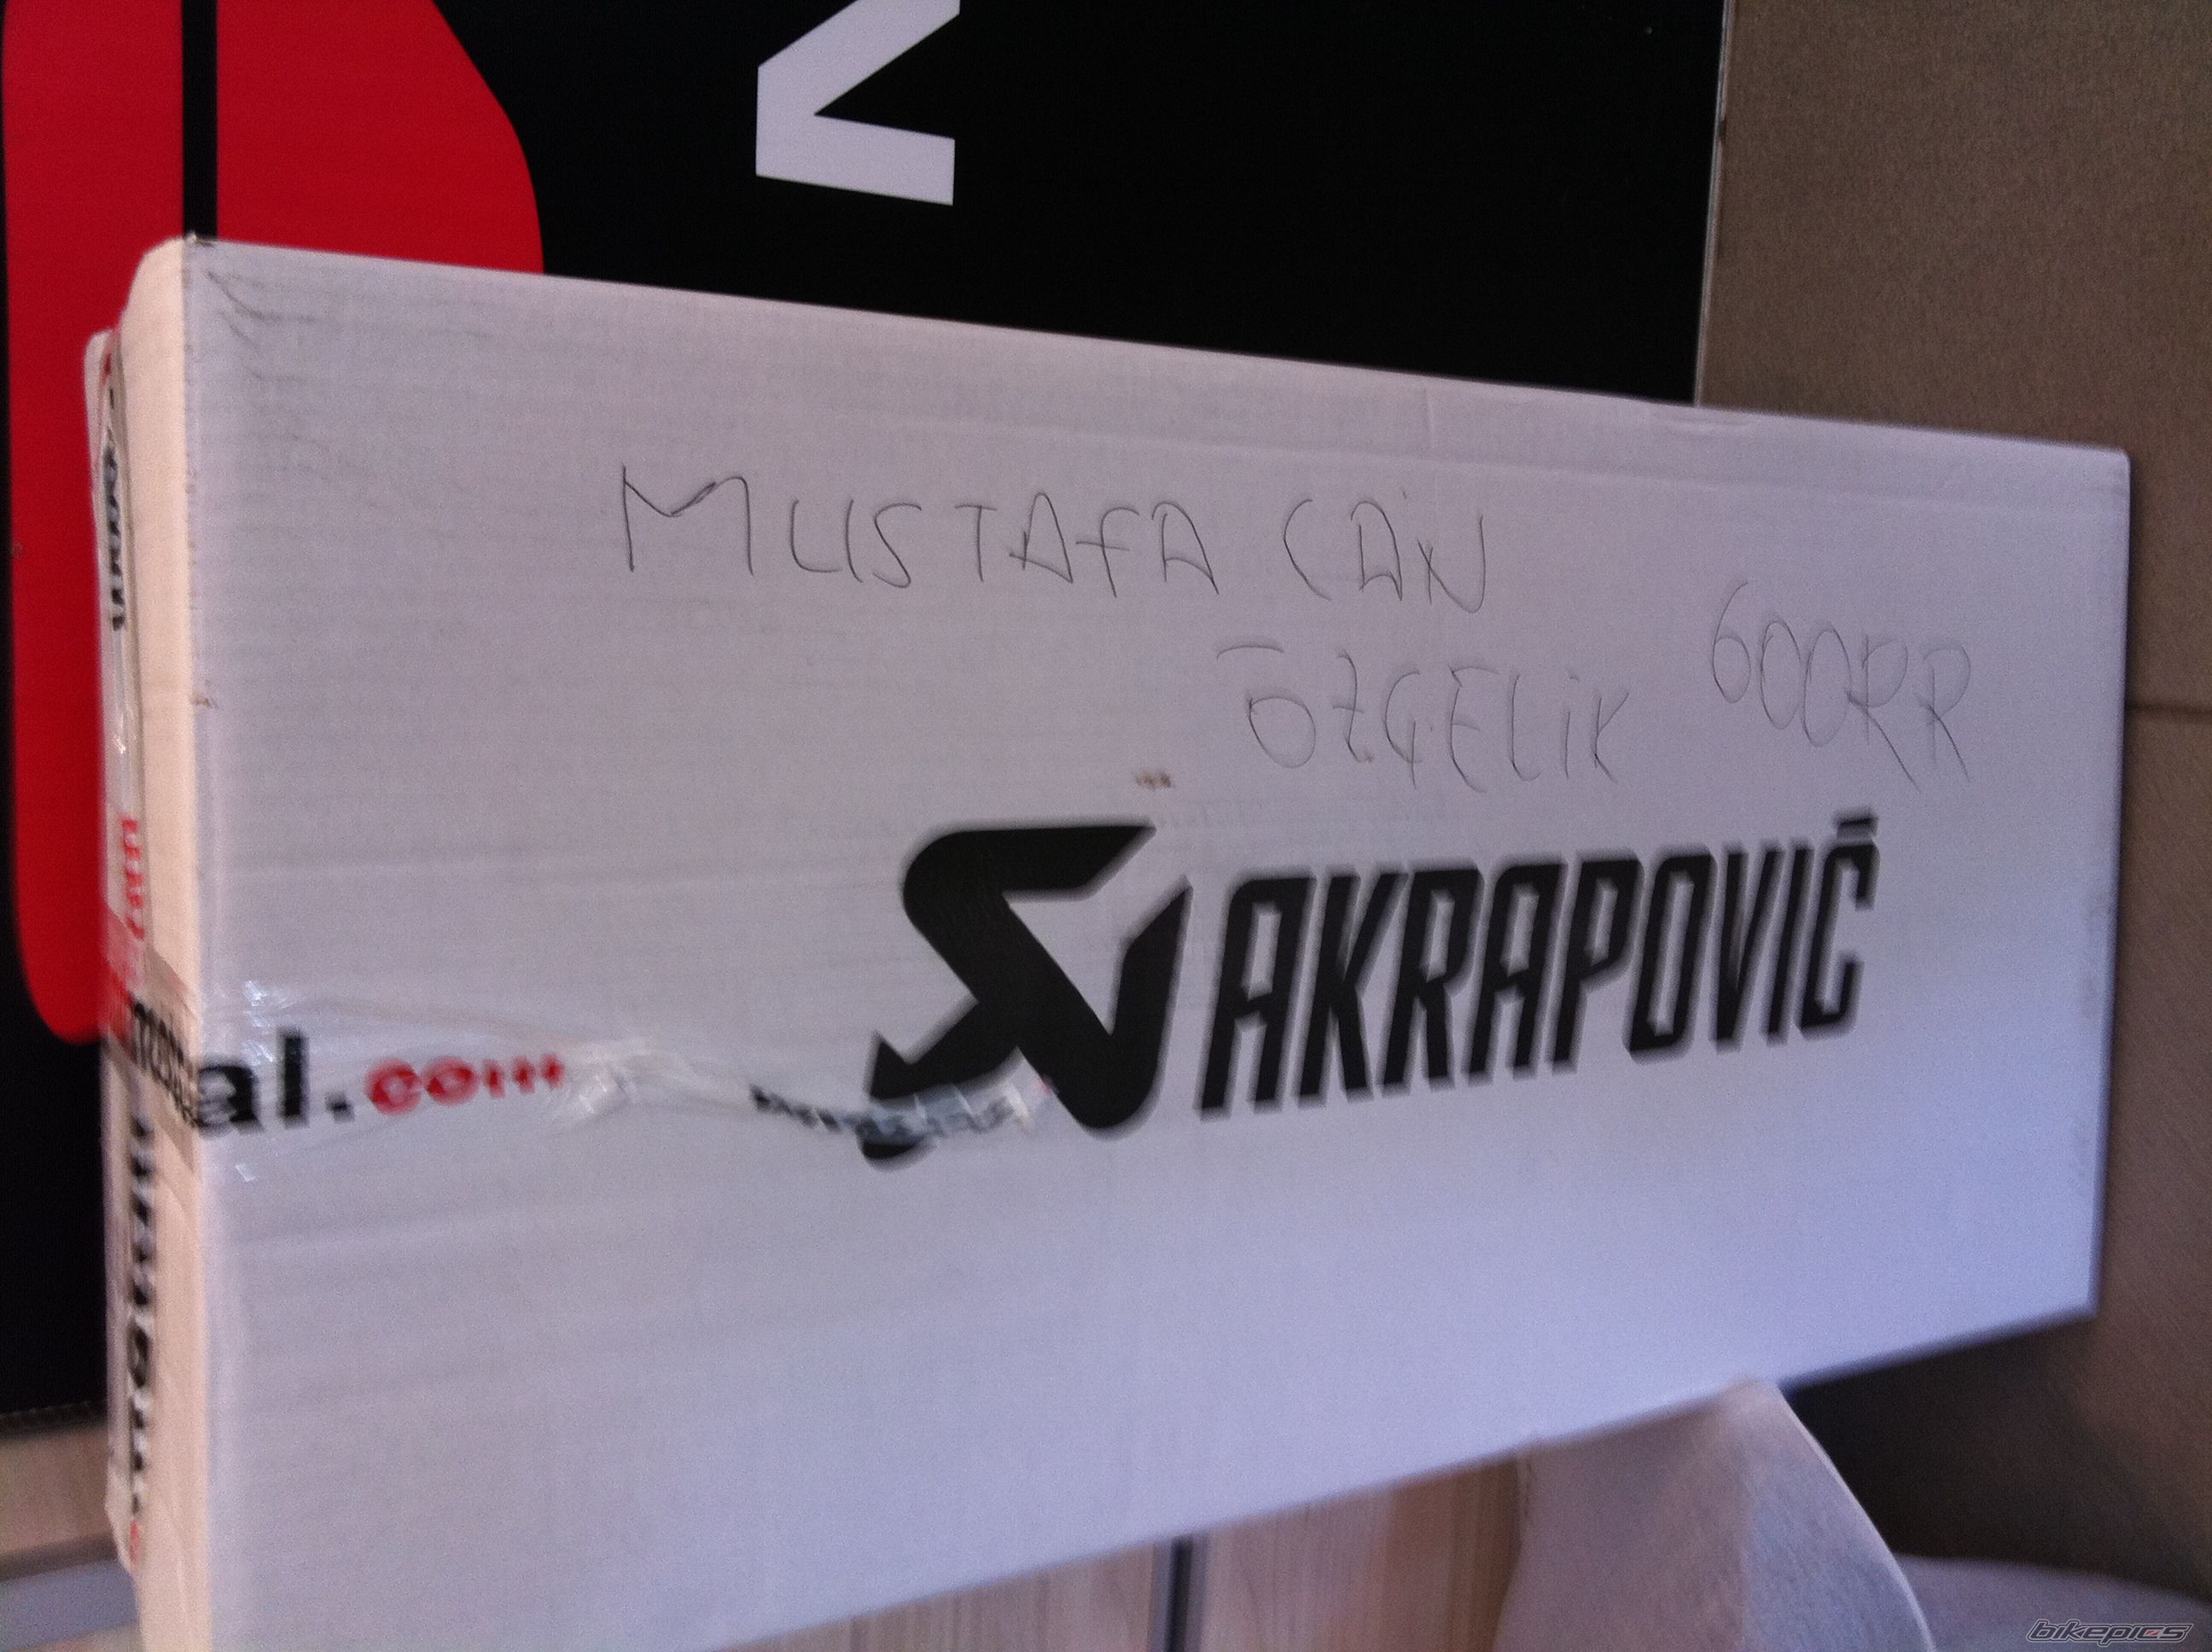 MUSTAFA CAN
ÖZÇELİK 600RR
AKRAPOVIČ
al.com
bikepics